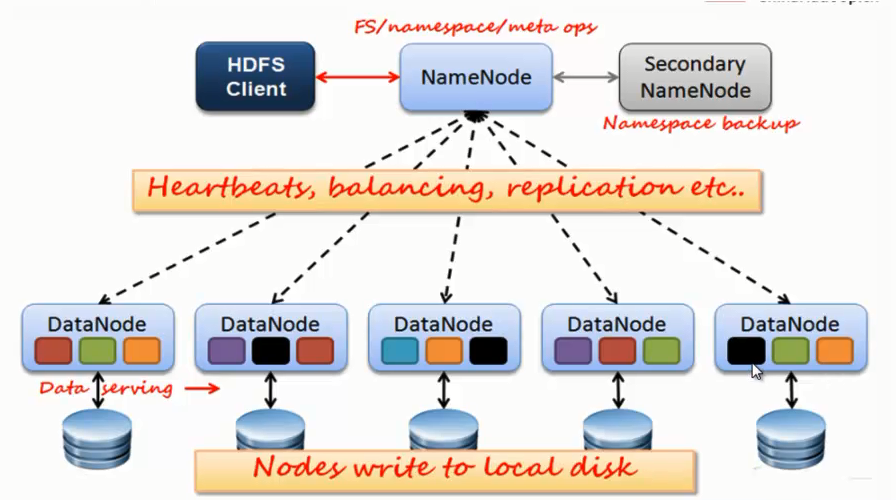 FS/namespace/meta ops
HDFS
Client
NameNode
Secondary
NameNode
Namespace backup
Heartbeats, balancing, replication etc..
DataNode
DataNode
DataNode
DataNode
DataNode
Data serving
Nodes write to local disk